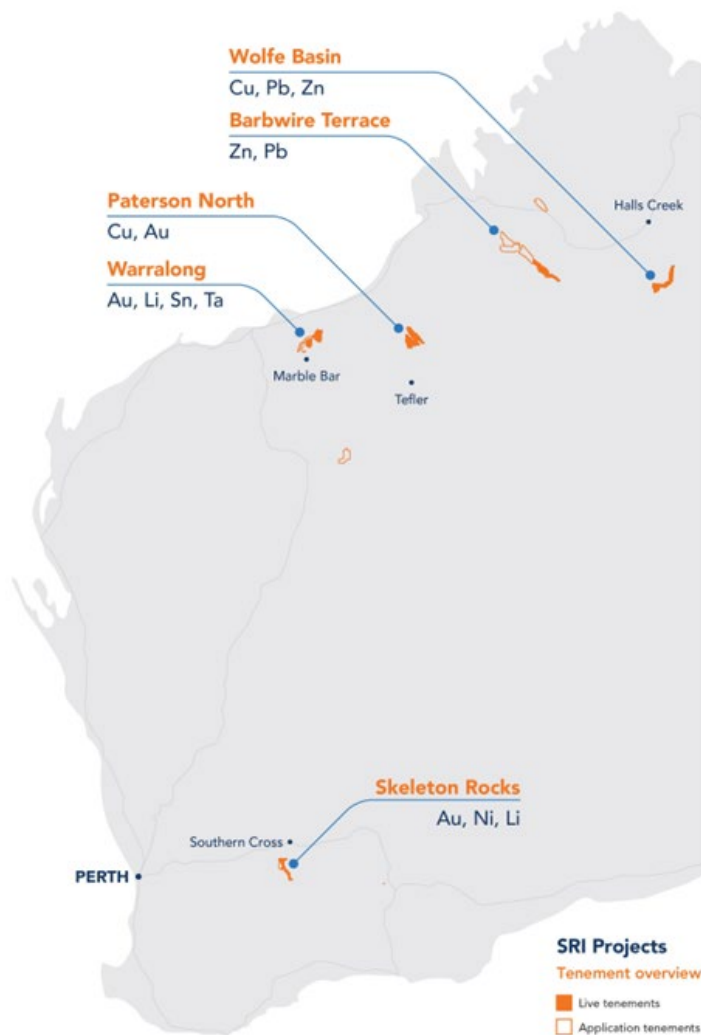 Wolfe Basin
Cu, Pb, Zn
Barbwire Terrace
Zn, Pb
Halls Creek
Paterson North
Cu, Au
Warralong
Au, Li, Sn, Ta
Marble Bar
Tefler
Skeleton Rocks
Au, Ni, Li
Southern Cross
PERTH
SRI Projects
Tenement overview
Live tenements
Application tenements